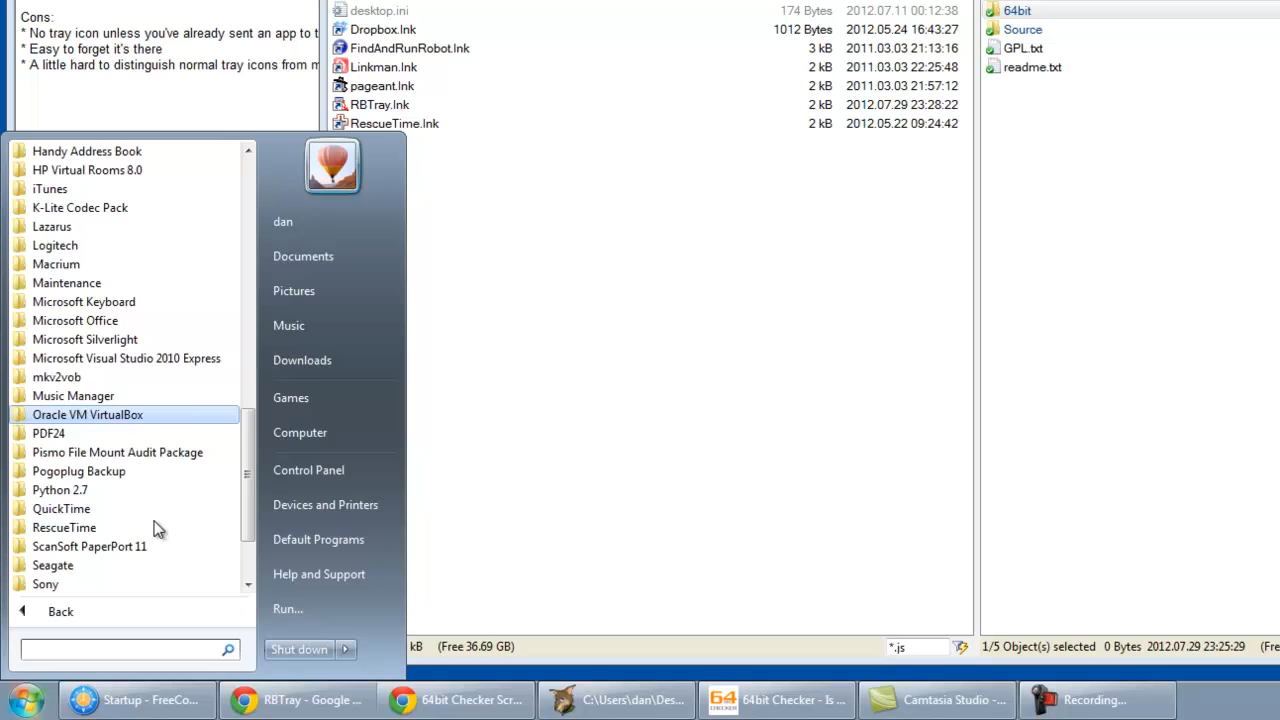 Cons:
* No tray icon unless you've already sent an app to t
* Easy to forget it's there
* A little hard to distinguish normal tray icons from m
desktop.ini 174 Bytes 2012.07.11 00:12:38
Dropbox.lnk 1012 Bytes 2012.05.24 16:43:27
FindAndRunRobot.lnk 3 kB 2011.03.03 21:13:16
Linkman.lnk 2 kB 2011.03.03 22:25:48
pageant.lnk 2 kB 2011.03.03 21:57:12
RBTray.lnk 2 kB 2012.07.29 23:28:22
RescueTime.lnk 2 kB 2012.05.22 09:24:42
64bit
Source
GPL.txt
readme.txt
Handy Address Book
HP Virtual Rooms 8.0
iTunes
K-Lite Codec Pack
Lazarus
Logitech
Macrium
Maintenance
Microsoft Keyboard
Microsoft Office
Microsoft Silverlight
Microsoft Visual Studio 2010 Express
mkv2vob
Music Manager
Oracle VM VirtualBox
PDF24
Pismo File Mount Audit Package
Pogoplug Backup
Python 2.7
QuickTime
RescueTime
ScanSoft PaperPort 11
Seagate
Sony
Back
dan
Documents
Pictures
Music
Downloads
Games
Computer
Control Panel
Devices and Printers
Default Programs
Help and Support
Run...
Shut down
kB (Free 36.69 GB) *.js
1/5 Object(s) selected 0 Bytes 2012.07.29 23:25:29 (Fre
Startup - FreeCo...
RBTray - Google ...
64bit Checker Scr...
C:\Users\dan\Des...
64 CHECKER
64bit Checker - Is ...
Camtasia Studio -...
Recording...